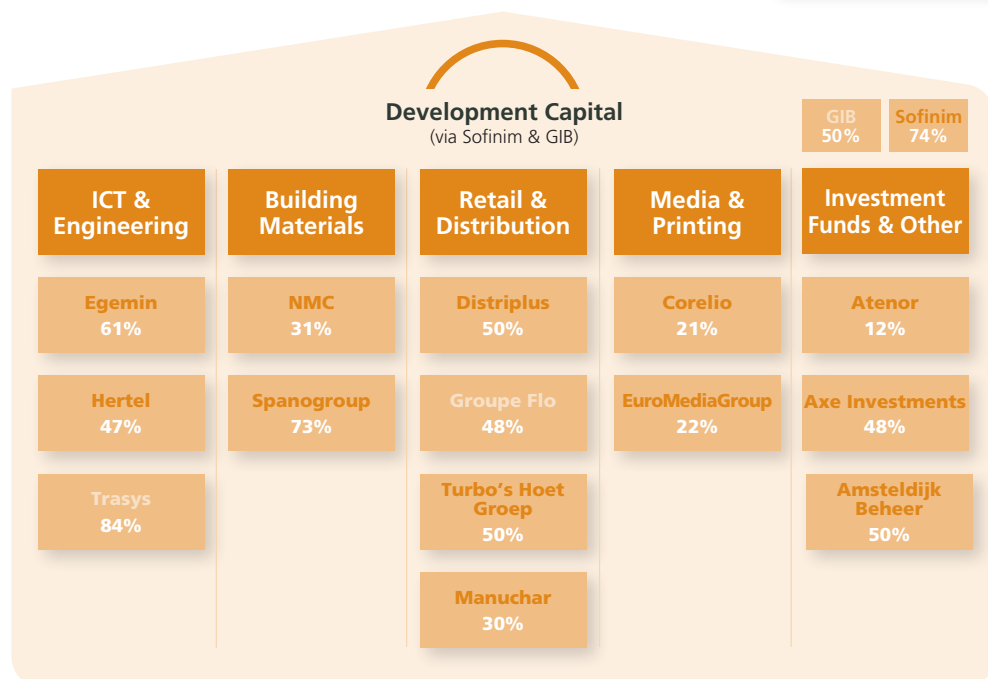 Development Capital
(via Sofinim & GIB)
GIB
50%
Sofinim
74%
ICT &
Engineering
Egemin
61%
Hertel
47%
Trasys
84%
Building
Materials
NMC
31%
Spanogroup
73%
Retail &
Distribution
Distriplus
50%
Groupe Flo
48%
Turbo’s Hoet
Groep
50%
Manuchar
30%
Media &
Printing
Corelio
21%
EuroMediaGroup
22%
Investment
Funds & Other
Atenor
12%
Axe Investments
48%
Amsteldijk
Beheer
50%